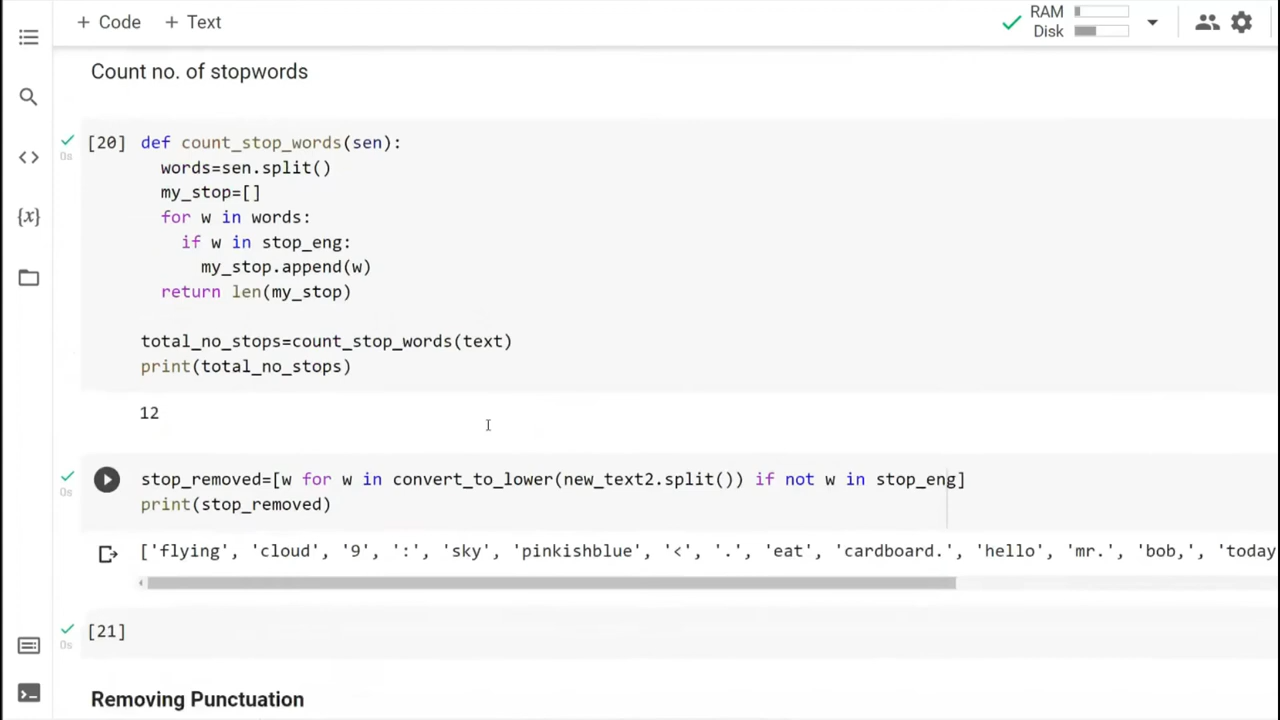 + Code + Text
RAM
Disk
Count no. of stopwords
[20] def count_stop_words(sen):
0s
words=sen.split()
my_stop=[]
for w in words:
if w in stop_eng:
my_stop.append(w)
return len(my_stop)
total_no_stops=count_stop_words(text)
print(total_no_stops)
12
stop_removed=[w for w in convert_to_lower(new_text2.split()) if not w in stop_eng]
0s
print(stop_removed)
['flying', 'cloud', '9', ':', 'sky', 'pinkishblue', '<', '.', 'eat', 'cardboard.', 'hello', 'mr.', 'bob,', 'today
[21]
0s
Removing Punctuation
{x}